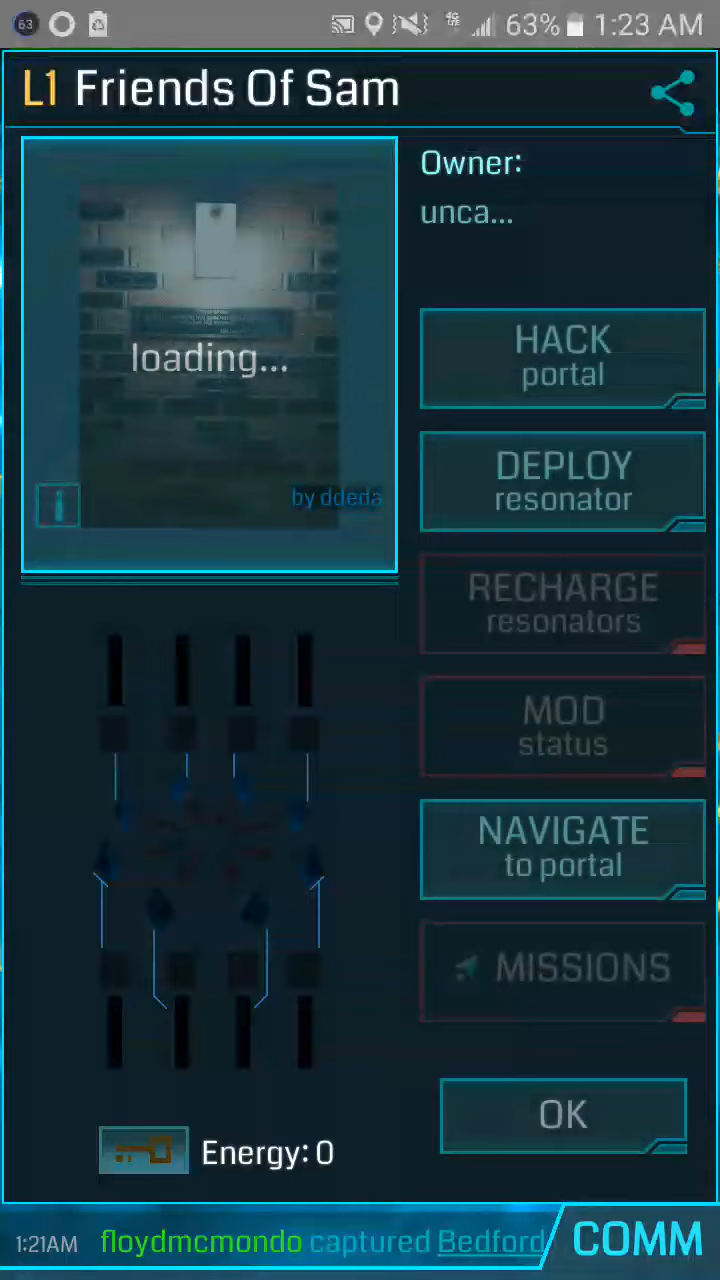 63 63% 1:23 AM
L1 Friends Of Sam
Owner:
unca...
loading...
i
by ddeda
HACK
portal
DEPLOY
resonator
RECHARGE
resonators
MOD
status
NAVIGATE
to portal
MISSIONS
OK
Energy: 0
1:21AM floydmcmondo captured Bedford
COMM